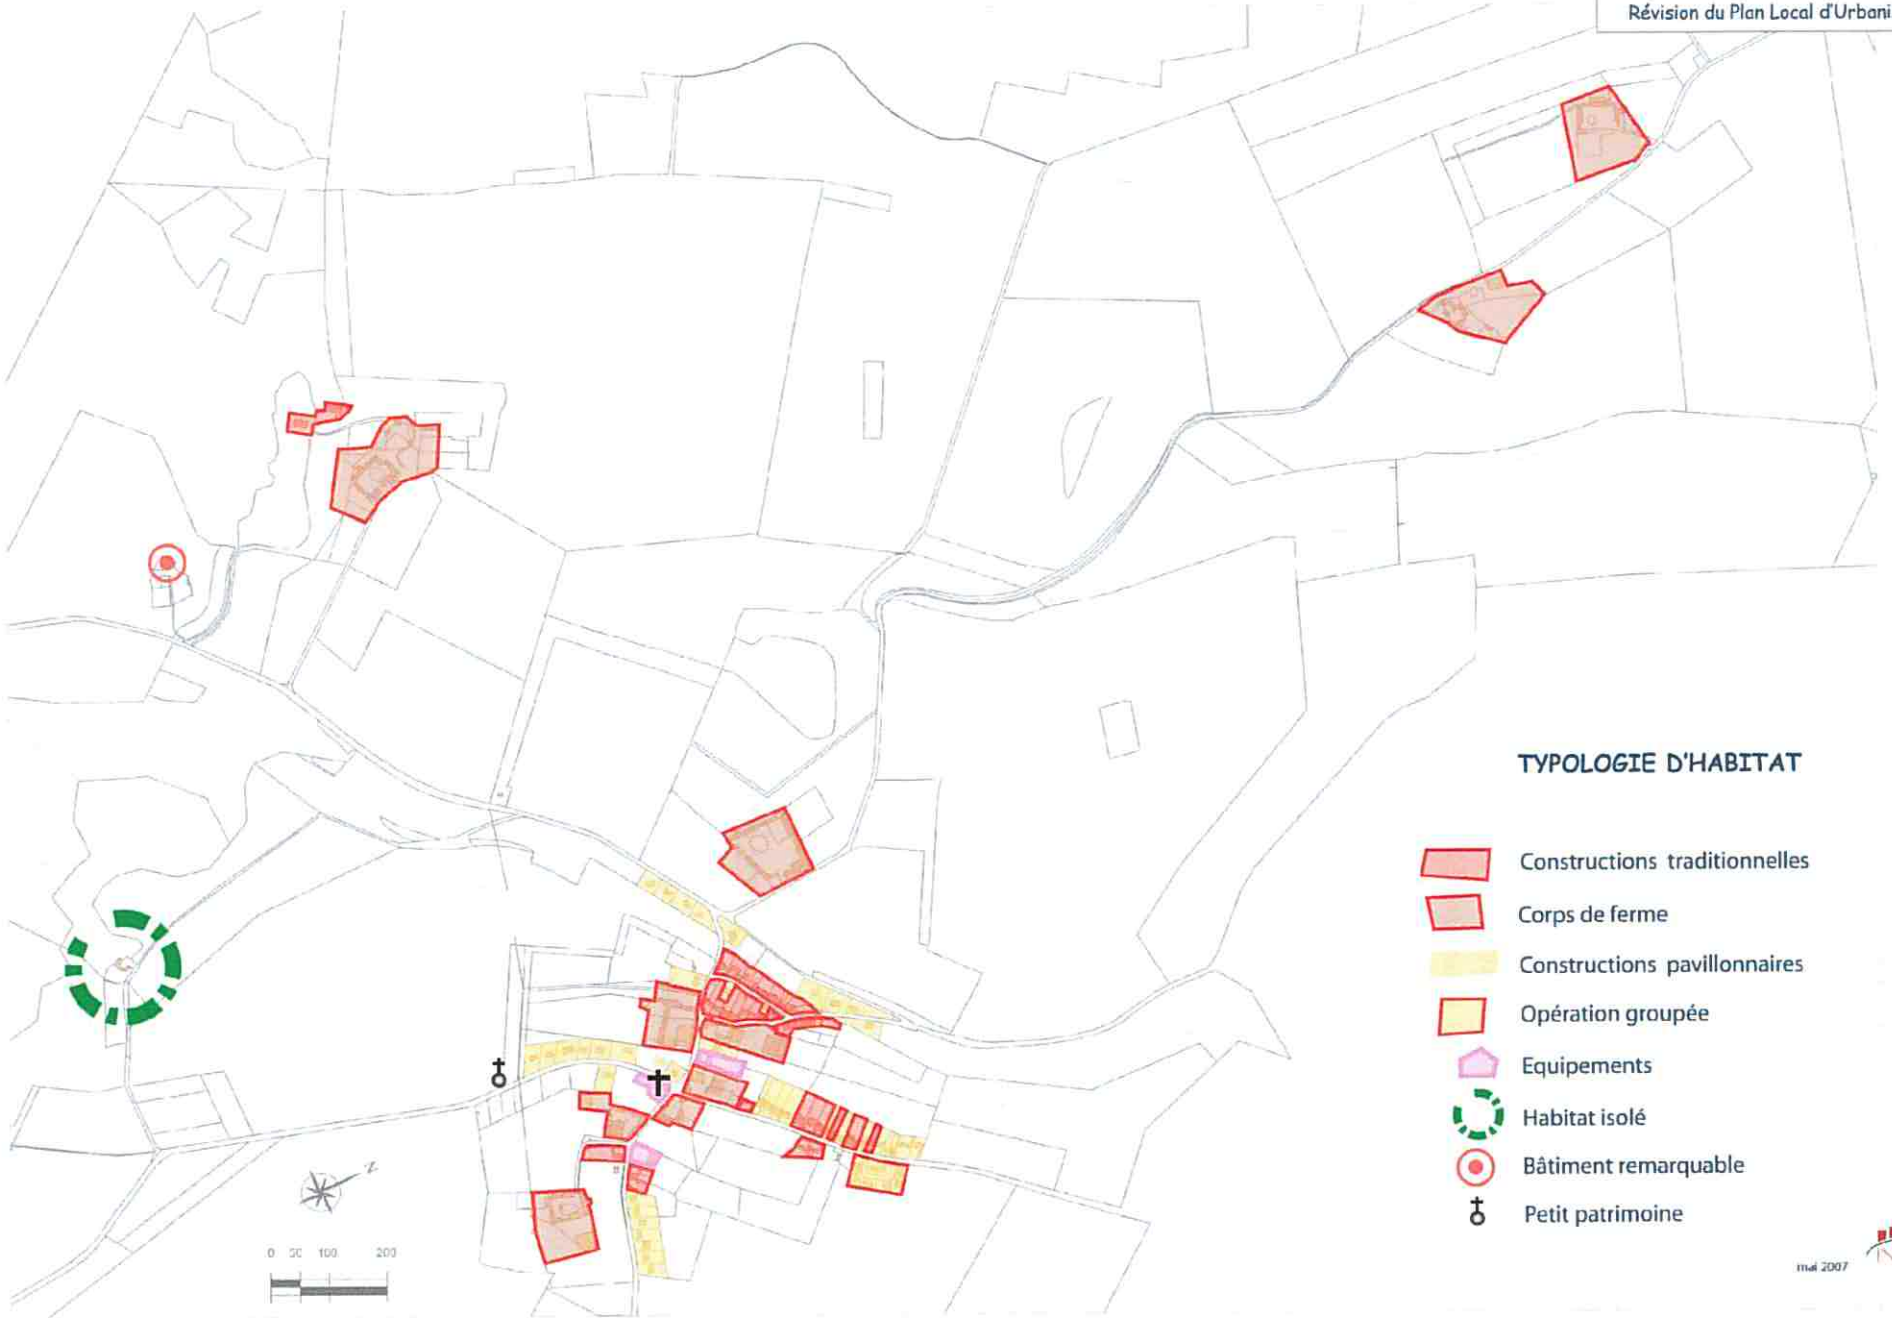 Révision du Plan Local d'Urbani
TYPOLOGIE D'HABITAT
Constructions traditionnelles
Corps de ferme
Constructions pavillonnaires
Opération groupée
Equipements
Habitat isolé
Bâtiment remarquable
Petit patrimoine
N
0 50 100 200
mai 2007